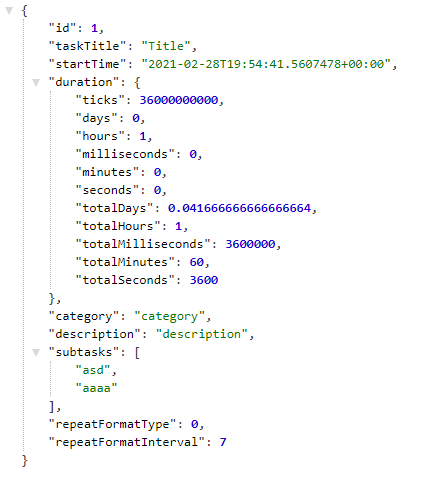 {
"id": 1,
"taskTitle": "Title",
"startTime": "2021-02-28T19:54:41.5607478+00:00",
"duration": {
"ticks": 36000000000,
"days": 0,
"hours": 1,
"milliseconds": 0,
"minutes": 0,
"seconds": 0,
"totalDays": 0.041666666666666664,
"totalHours": 1,
"totalMilliseconds": 3600000,
"totalMinutes": 60,
"totalSeconds": 3600
},
"category": "category",
"description": "description",
"subtasks": [
"asd",
"aaaa"
],
"repeatFormatType": 0,
"repeatFormatInterval": 7
}